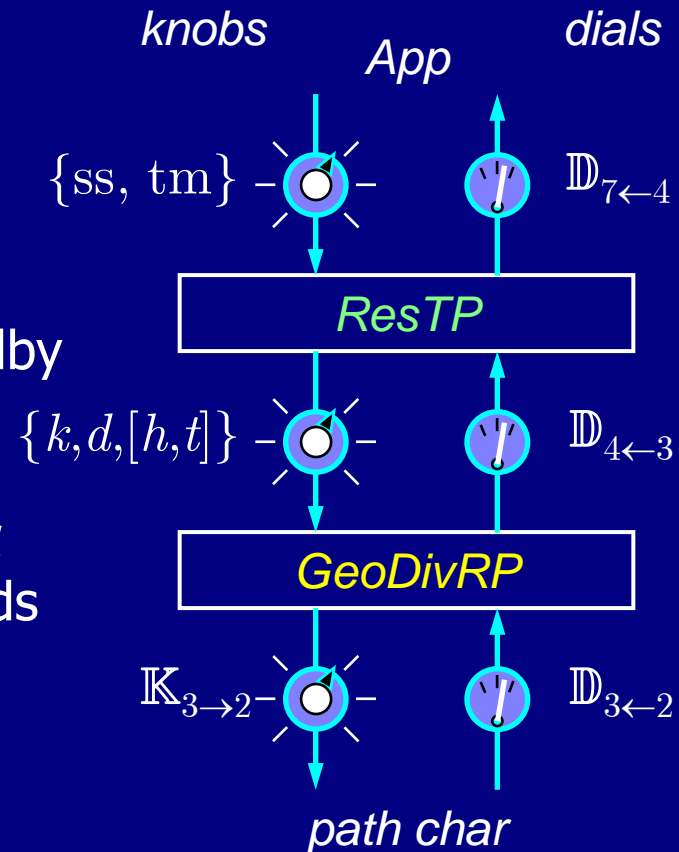 knobs App dials
{ss, tm} 𝔻7←4
ResTP
{k,d,[h,t]} 𝔻4←3
GeoDivRP
𝕂3→2 𝔻3←2
path char